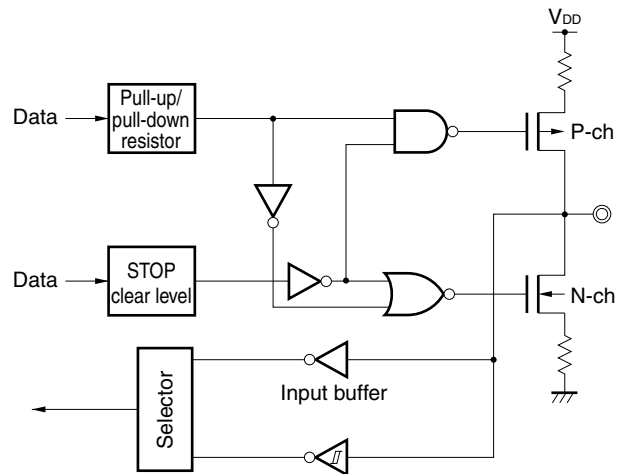 VDD
Data
Pull-up/
pull-down
resistor
P-ch
Data
STOP
clear level
N-ch
Input buffer
Selector